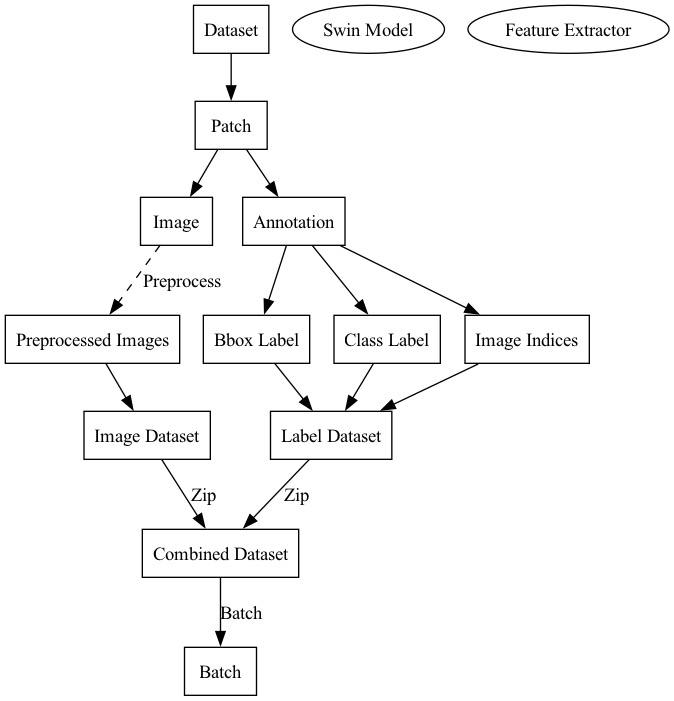 Dataset
Swin Model
Feature Extractor
Patch
Image
Annotation
Preprocess
Preprocessed Images
Bbox Label
Class Label
Image Indices
Image Dataset
Label Dataset
Zip
Zip
Combined Dataset
Batch
Batch